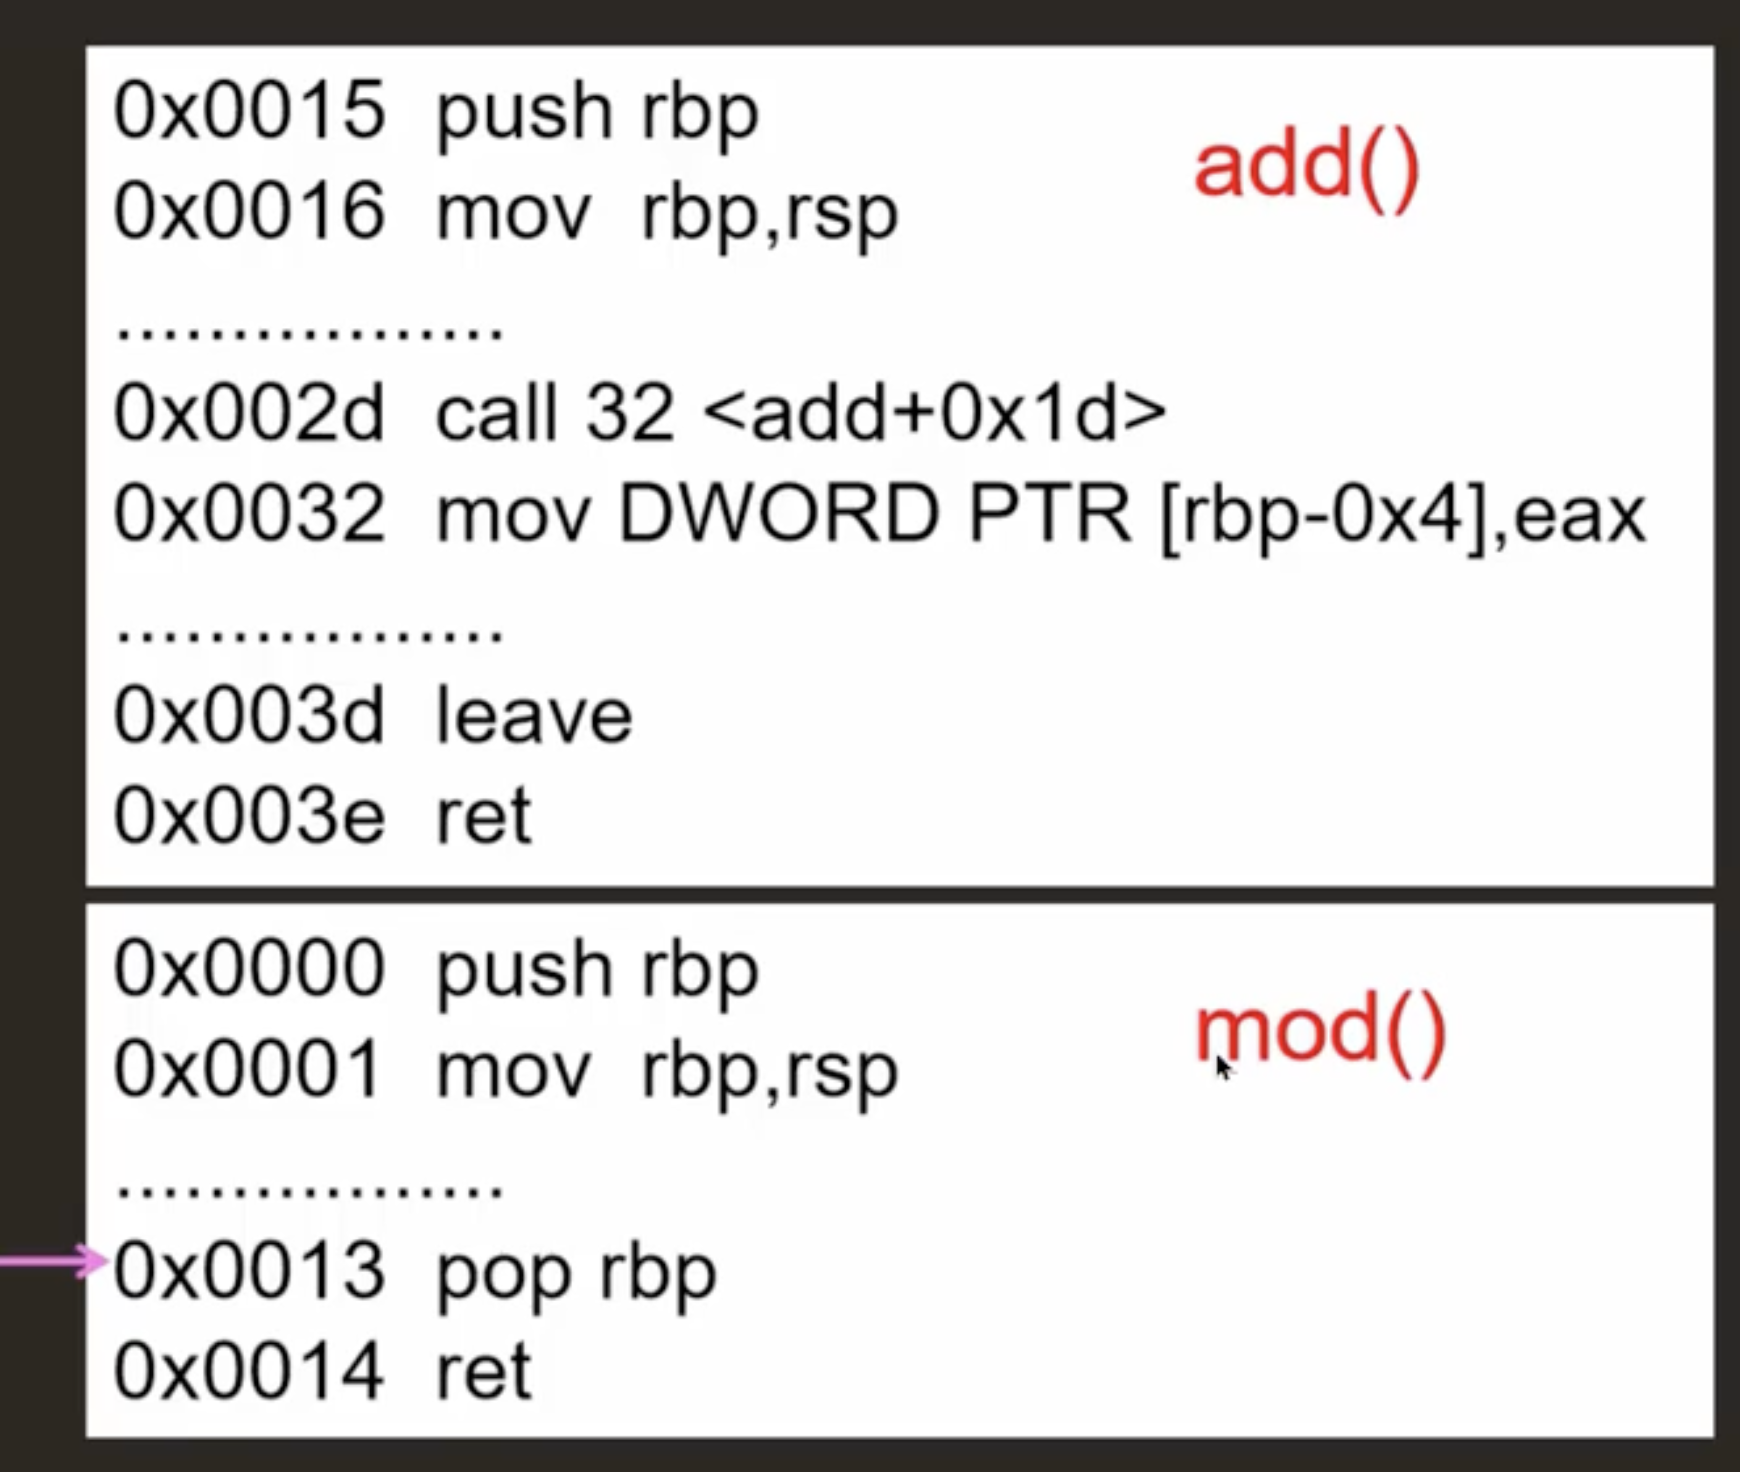 0x0015 push rbp
add()
0x0016 mov rbp,rsp
.................
0x002d call 32 <add+0x1d>
0x0032 mov DWORD PTR [rbp-0x4],eax
.................
0x003d leave
0x003e ret
0x0000 push rbp
mod()
0x0001 mov rbp,rsp
.................
0x0013 pop rbp
0x0014 ret